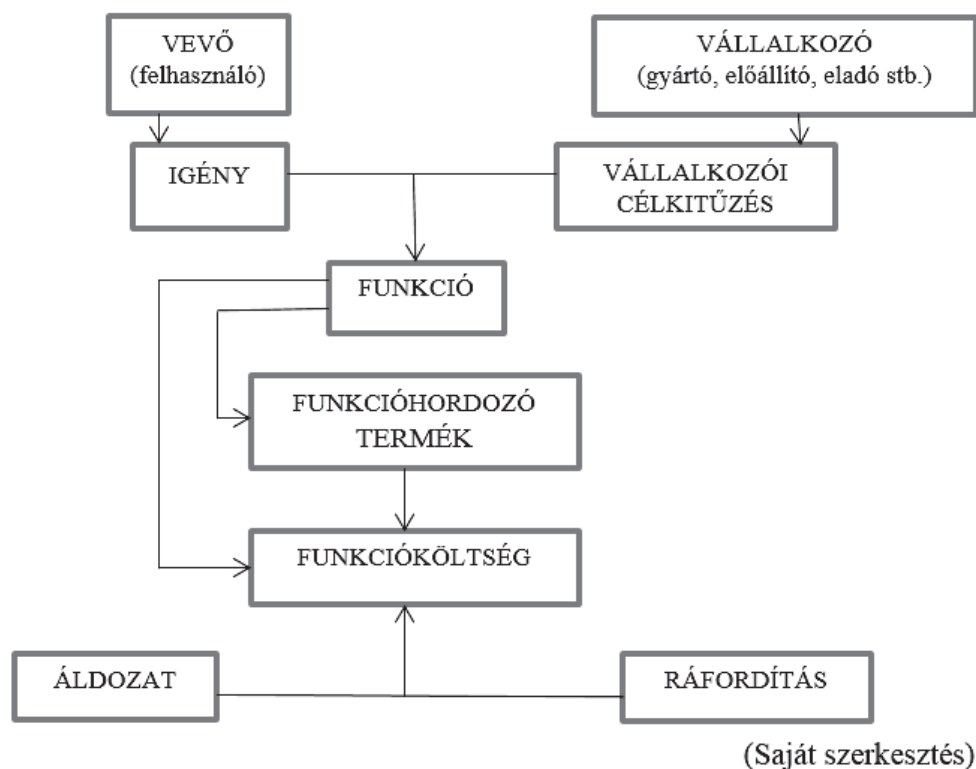 VEVŐ
(felhasználó)
VÁLLALKOZÓ
(gyártó, előállító, eladó stb.)
IGÉNY
VÁLLALKOZÓI
CÉLKITŰZÉS
FUNKCIÓ
FUNKCIÓHORDOZÓ
TERMÉK
FUNKCIÓKÖLTSÉG
ÁLDOZAT
RÁFORDÍTÁS
(Saját szerkesztés)